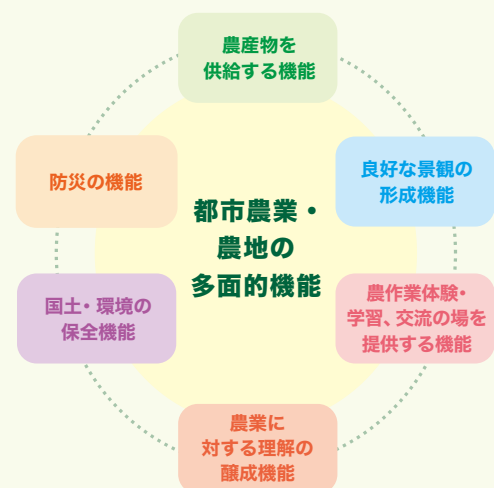 農産物を
供給する機能
良好な景観の
形成機能
農作業体験・
学習、交流の場を
提供する機能
農業に
対する理解の
醸成機能
国土・環境の
保全機能
防災の機能
都市農業・
農地の
多面的機能